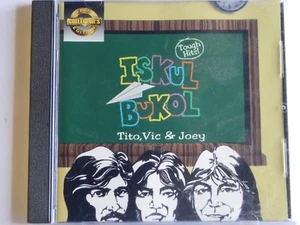 Tough
Hits!
ISKUL
BUKOL
Tito, Vic & Joey